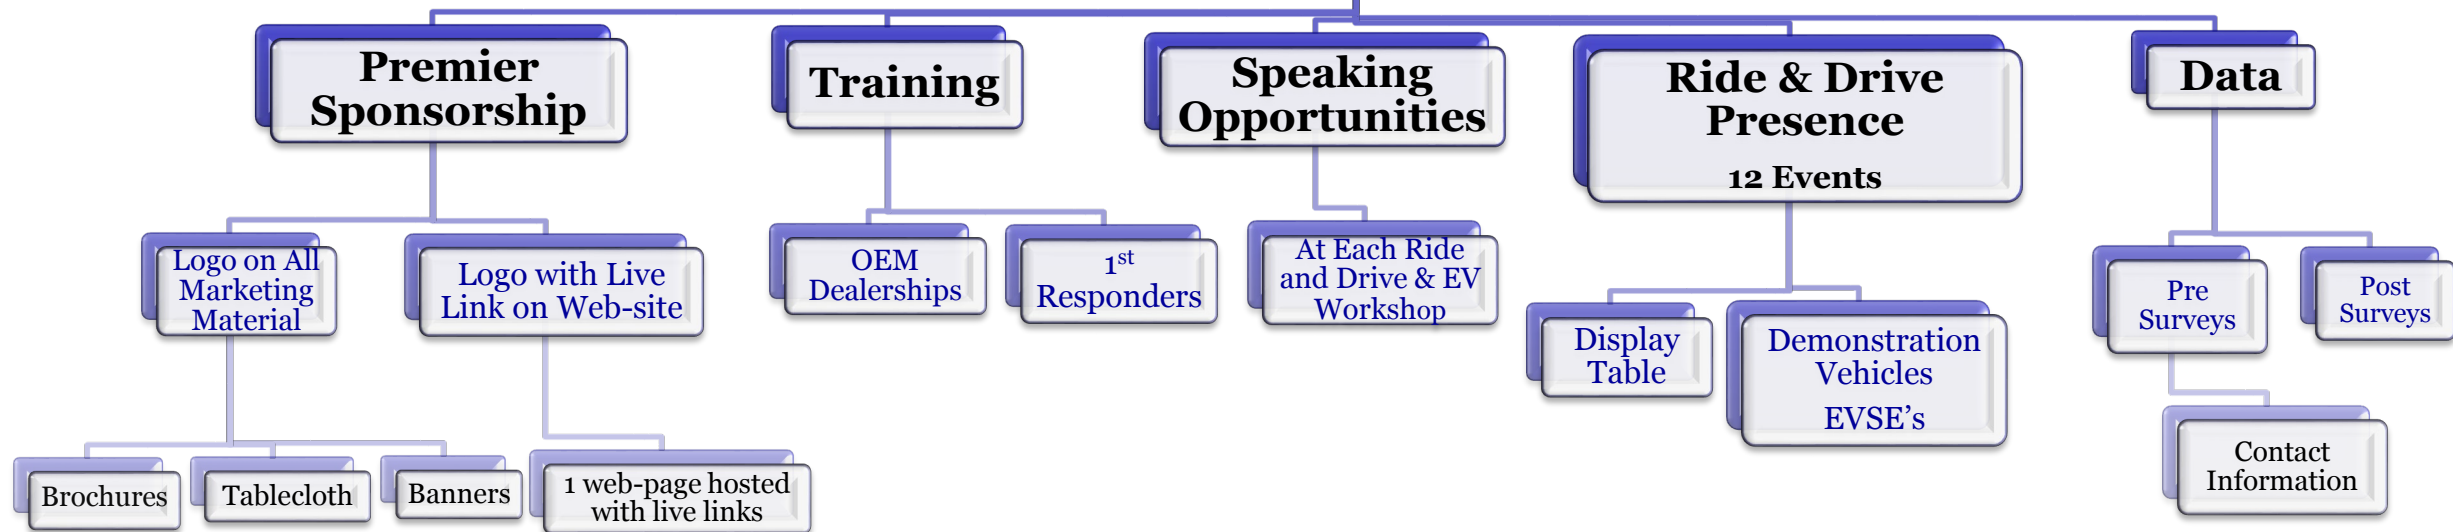 Premier
Sponsorship
Training
Speaking
Opportunities
Ride & Drive
Presence
12 Events
Data
Logo on All
Marketing
Material
Logo with Live
Link on Web-site
OEM
Dealerships
1st
Responders
At Each Ride
and Drive & EV
Workshop
Display
Table
Demonstration
Vehicles
EVSE’s
Pre
Surveys
Post
Surveys
Brochures
Tablecloth
Banners
1 web-page hosted
with live links
Contact
Information